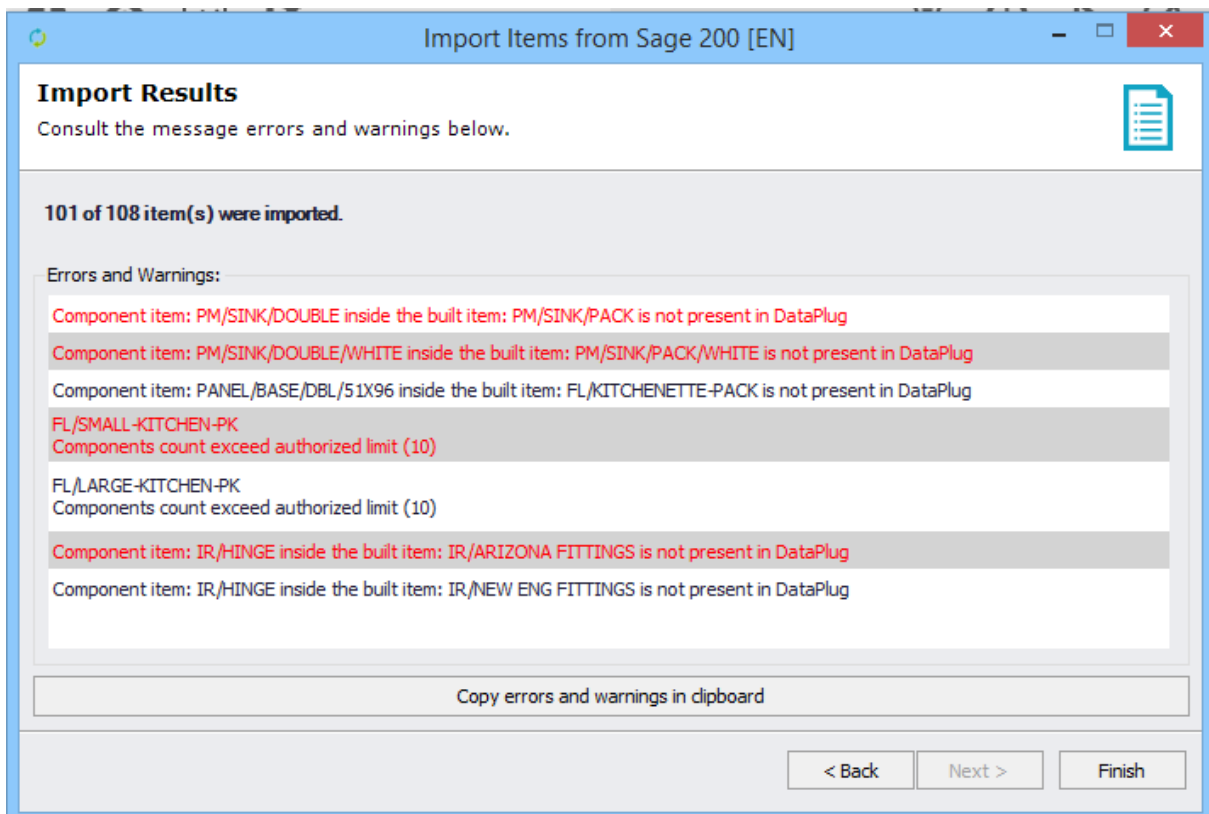 Import Items from Sage 200 [EN]
Import Results
Consult the message errors and warnings below.
101 of 108 item(s) were imported.
Errors and Warnings:
Component item: PM/SINK/DOUBLE inside the built item: PM/SINK/PACK is not present in DataPlug
Component item: PM/SINK/DOUBLE/WHITE inside the built item: PM/SINK/PACK/WHITE is not present in DataPlug
Component item: PANEL/BASE/DBL/51X96 inside the built item: FL/KITCHENETTE-PACK is not present in DataPlug
FL/SMALL-KITCHEN-PK
Components count exceed authorized limit (10)
FL/LARGE-KITCHEN-PK
Components count exceed authorized limit (10)
Component item: IR/HINGE inside the built item: IR/ARIZONA FITTINGS is not present in DataPlug
Component item: IR/HINGE inside the built item: IR/NEW ENG FITTINGS is not present in DataPlug
Copy errors and warnings in clipboard
< Back
Next >
Finish